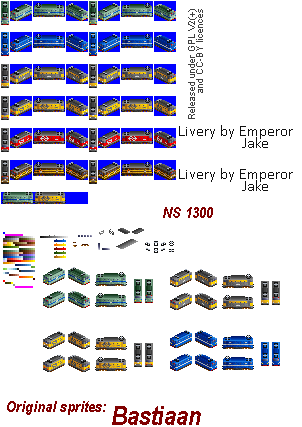 Released under GPL V2(+)
and CC-BY licences
Livery by Emperor
Jake
Livery by Emperor
Jake
NS 1300
Original sprites: Bastiaan